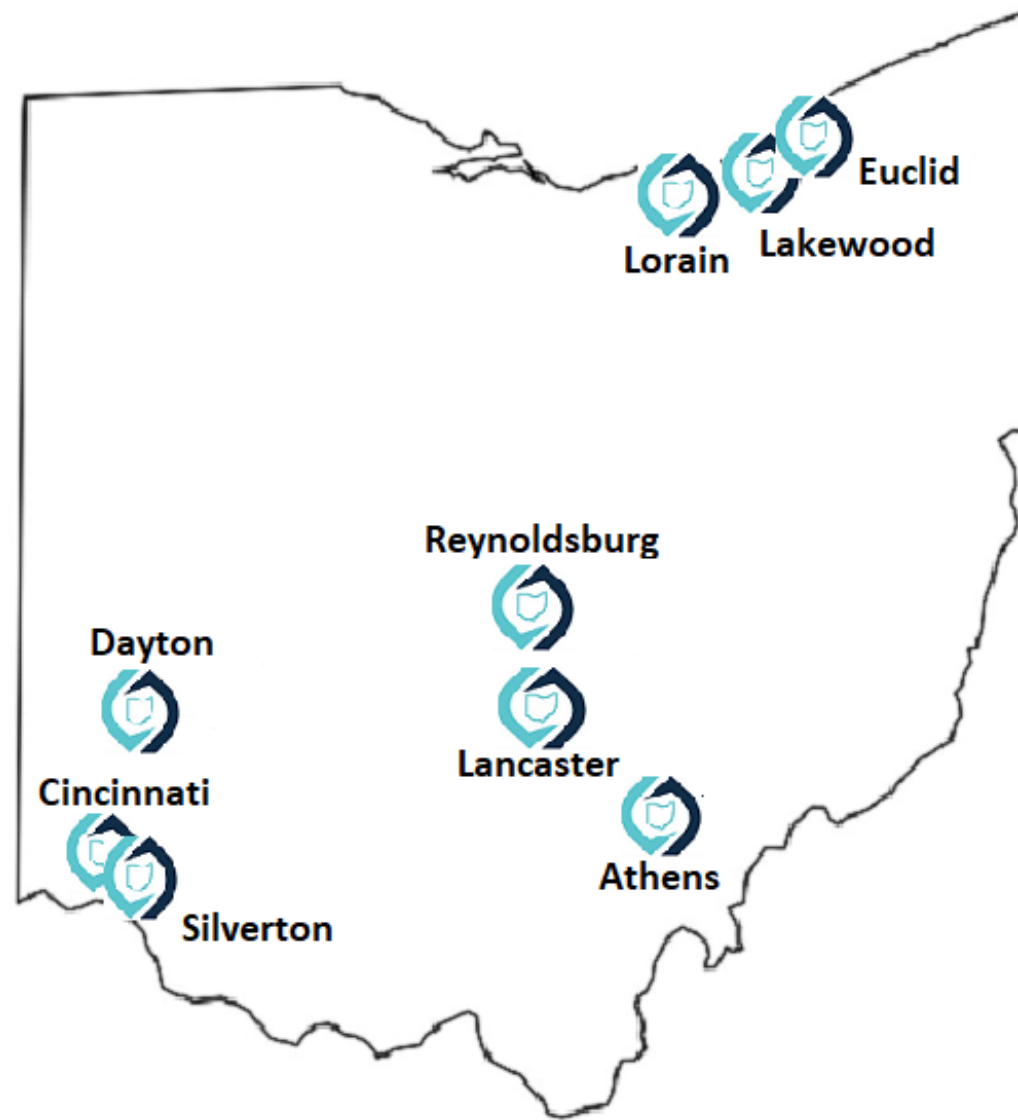 Euclid
Lakewood
Lorain
Reynoldsburg
Dayton
Lancaster
Cincinnati
Athens
Silverton